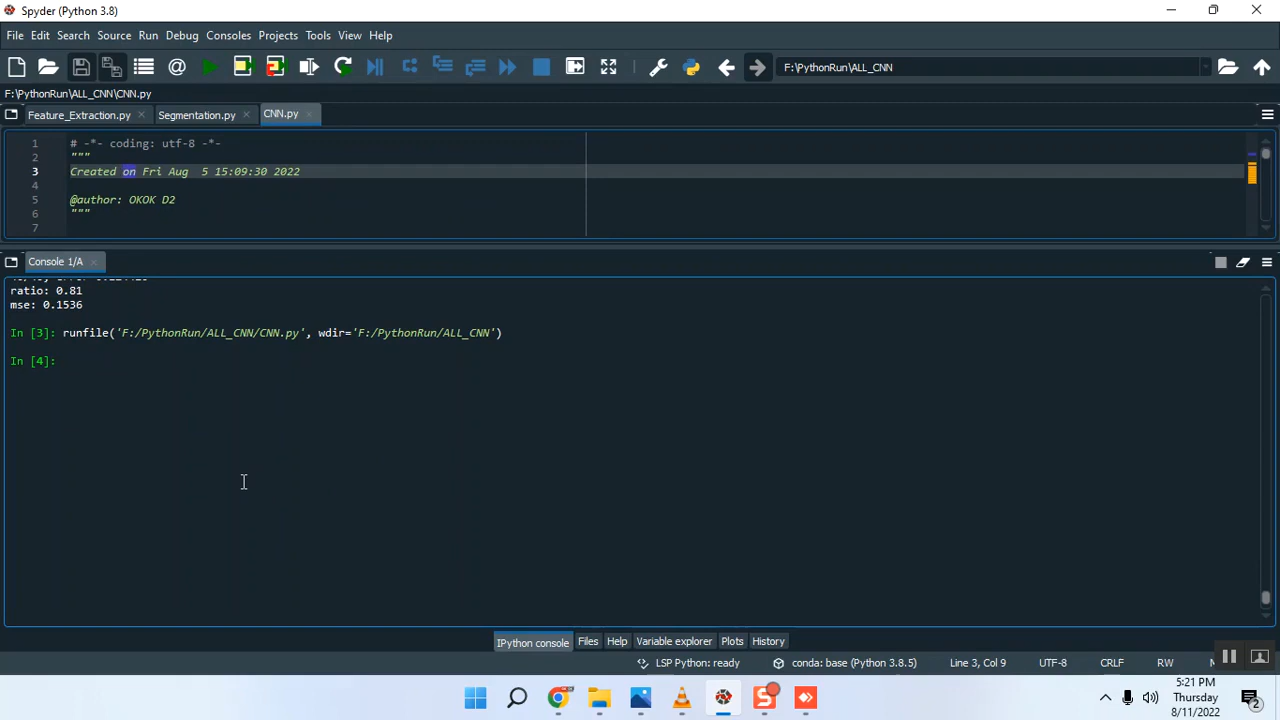 Spyder (Python 3.8)
File Edit Search Source Run Debug Consoles Projects Tools View Help
F:\PythonRun\ALL_CNN
F:\PythonRun\ALL_CNN\CNN.py
Feature_Extraction.py Segmentation.py CNN.py
1 # -*- coding: utf-8 -*-
2 """
3 Created on Fri Aug  5 15:09:30 2022
4
5 @author: OKOK D2
6 """
7
Console 1/A
ratio: 0.81
mse: 0.1536
In [3]: runfile('F:/PythonRun/ALL_CNN/CNN.py', wdir='F:/PythonRun/ALL_CNN')
In [4]:
IPython console Files Help Variable explorer Plots History
LSP Python: ready conda: base (Python 3.8.5) Line 3, Col 9 UTF-8 CRLF RW
5:21 PM
Thursday
8/11/2022
2